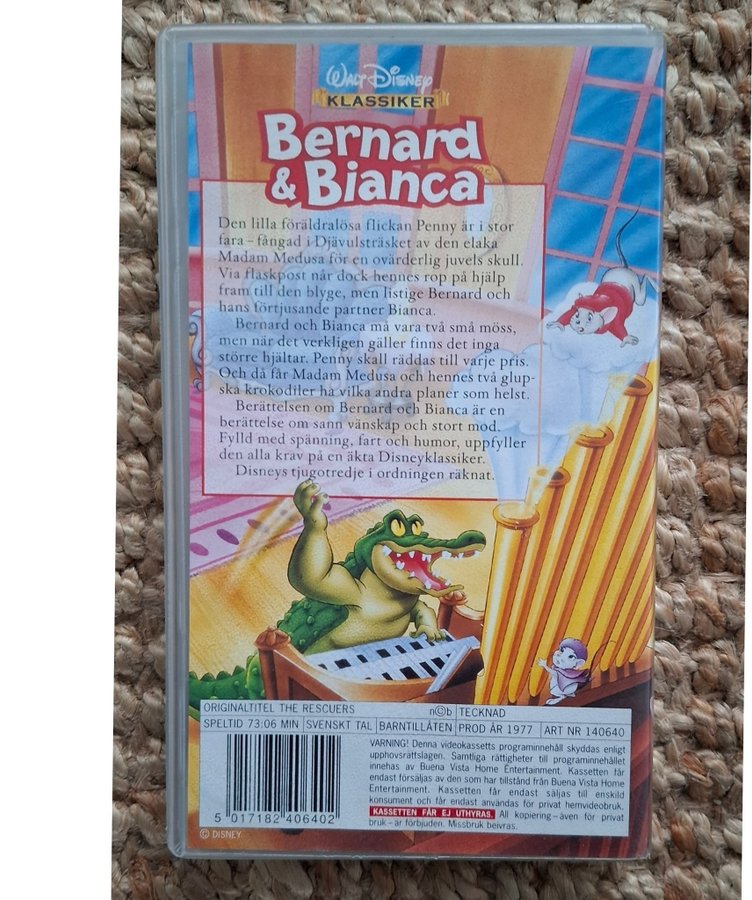 WALT DISNEY
KLASSIKER
Bernard
& Bianca
Den lilla föräldralösa flickan Penny är i stor
fara – fångad i Djävulsträsket av den elaka
Madam Medusa för en ovärderlig juvels skull.
Via flaskpost når dock hennes rop på hjälp
fram till den blyge, men listige Bernard och
hans förtjusande partner Bianca.
Bernard och Bianca må vara två små möss,
men när det verkligen gäller finns det inga
större hjältar. Penny skall räddas till varje pris.
Och då får Madam Medusa och hennes två glup-
ska krokodiler ha vilka andra planer som helst.
Berättelsen om Bernard och Bianca är en
berättelse om sann vänskap och stort mod.
Fylld med spänning, fart och humor, uppfyller
den alla krav på en äkta Disneyklassiker.
Disneys tjugotredje i ordningen räknat.
ORIGINALTITEL THE RESCUERS n©b TECKNAD
SPELTID 73:06 MIN SVENSKT TAL BARNTILLÅTEN PROD ÅR 1977 ART NR 140640
VARNING! Denna videokassetts programinnehåll skyddas enligt
upphovsrättslagen. Samtliga rättigheter till programinnehållet
innehas av Buena Vista Home Entertainment. Kassetten får
endast försäljas av den som har tillstånd från Buena Vista Home
Entertainment. Kassetten får endast säljas till enskild
konsument och får endast användas för privat hemvideobruk.
KASSETTEN FÅR EJ UTHYRAS. All kopiering – även för privat
bruk – är förbjuden. Missbruk beivras.
5 017182 406402
© DISNEY